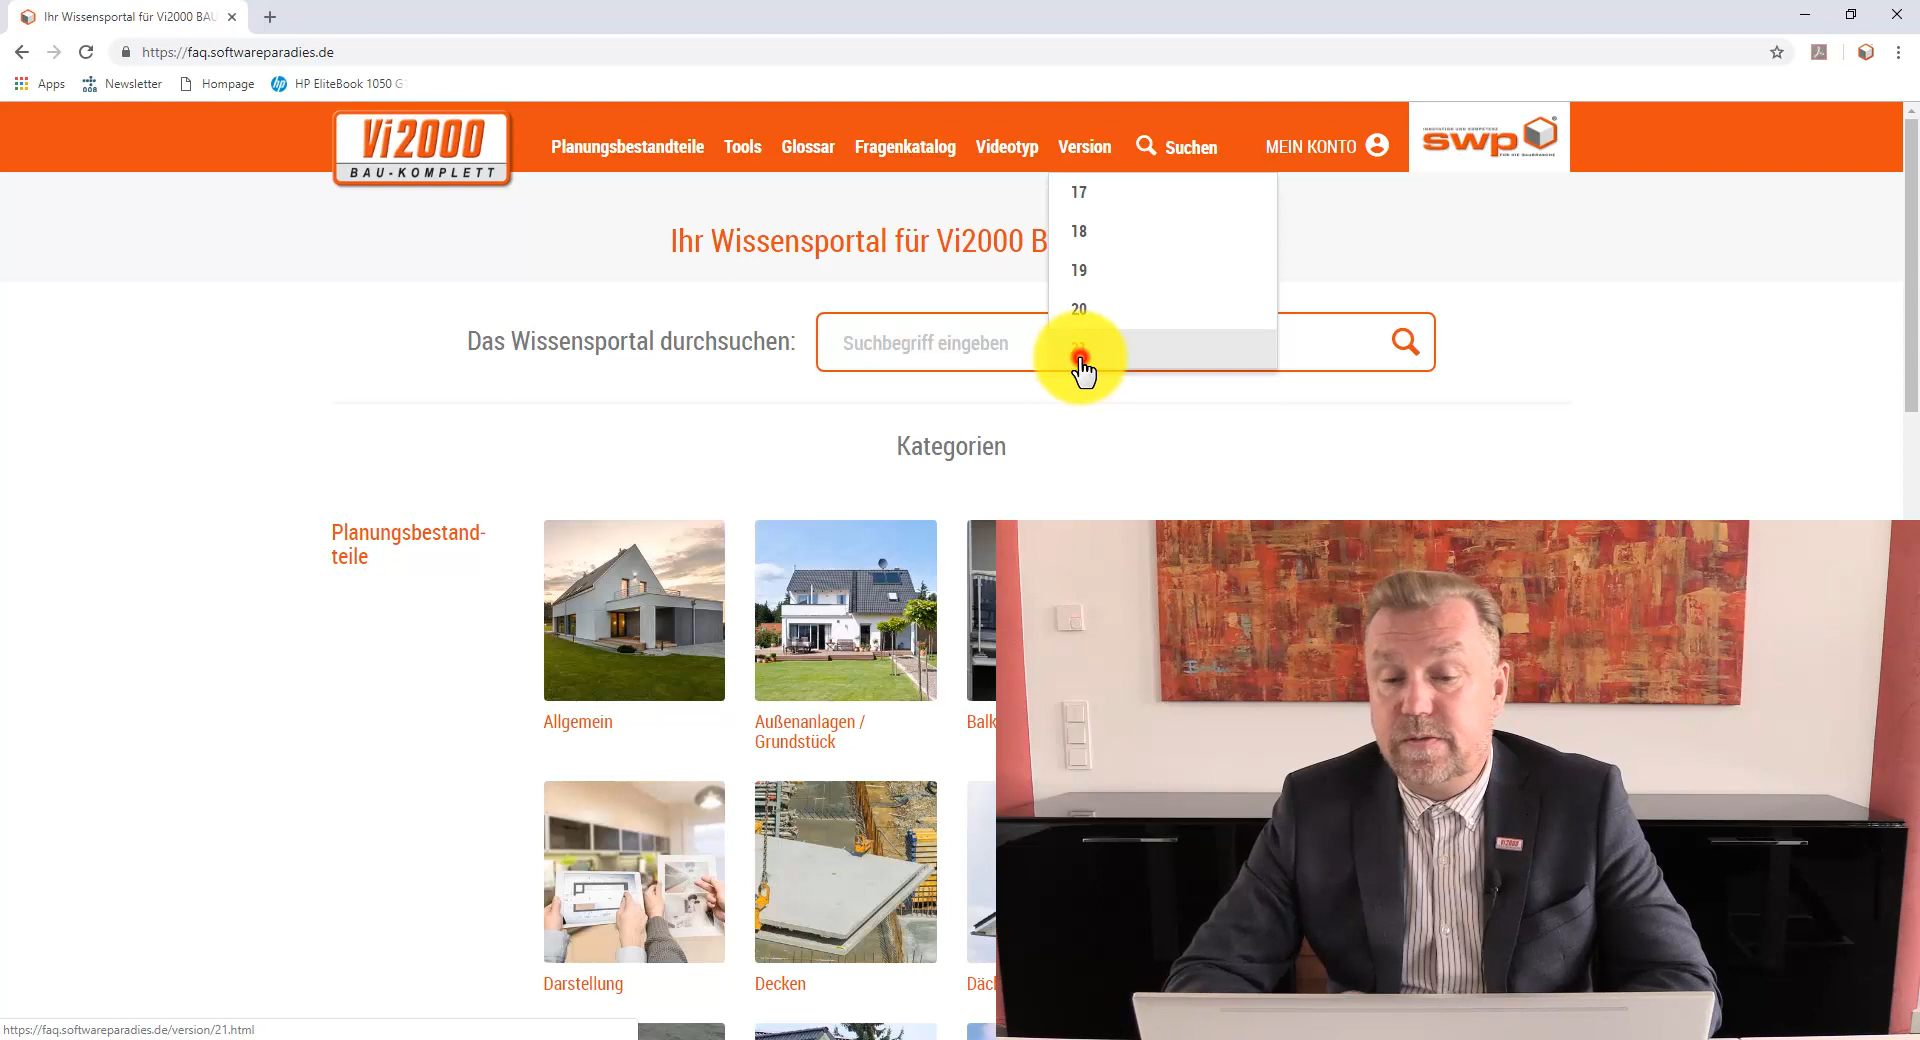 Ihr Wissensportal für Vi2000 BAU
https://faq.softwareparadies.de
Apps
Newsletter
Hompage
HP EliteBook 1050 G
Vi2000
BAU-KOMPLETT
Planungsbestandteile
Tools
Glossar
Fragenkatalog
Videotyp
Version
Suchen
MEIN KONTO
swp
17
18
19
20
Ihr Wissensportal für Vi2000 B
Das Wissensportal durchsuchen:
Suchbegriff eingeben
Kategorien
Planungsbestand-
teile
Allgemein
Außenanlagen /
Grundstück
Balk
Darstellung
Decken
Däc
Vi2000
https://faq.softwareparadies.de/version/21.html